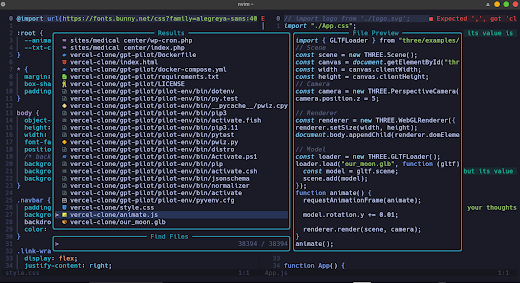 nvim ~
@import url(https://fonts.bunny.net/css?family=alegreya-sans:40 E
// import logo from './logo.svg'; Expected ',', got 'cl
import "./App.css";
Results
File Preview
its value is
:root {
--anima
--txt-c
}
* {
margin:
box-sha
padding
}
body {
object-
height:
width:
font-fa
positio
/* back
backgro
backgro
backgro
}
.navbar {
padding
backgro
backgro
color:
}
.link-wra
display: flex;
justify-content: right;
sites/medical center/wp-cron.php
sites/medical center/index.php
vercel-clone/gpt-pilot/Dockerfile
vercel-clone/index.html
vercel-clone/gpt-pilot/docker-compose.yml
vercel-clone/gpt-pilot/requirements.txt
vercel-clone/gpt-pilot/LICENSE
vercel-clone/gpt-pilot/pilot-env/bin/dotenv
vercel-clone/gpt-pilot/pilot-env/bin/py.test
vercel-clone/gpt-pilot/pilot-env/bin/__pycache__/pwiz.cpy
vercel-clone/gpt-pilot/pilot-env/bin/pip3
vercel-clone/gpt-pilot/pilot-env/bin/activate.fish
vercel-clone/gpt-pilot/pilot-env/bin/pip3.11
vercel-clone/gpt-pilot/pilot-env/bin/pytest
vercel-clone/gpt-pilot/pilot-env/bin/pwiz.py
vercel-clone/gpt-pilot/pilot-env/bin/distro
vercel-clone/gpt-pilot/pilot-env/bin/Activate.ps1
vercel-clone/gpt-pilot/pilot-env/bin/pip
vercel-clone/gpt-pilot/pilot-env/bin/activate.csh
vercel-clone/gpt-pilot/pilot-env/bin/jsonschema
vercel-clone/gpt-pilot/pilot-env/bin/normalizer
vercel-clone/gpt-pilot/pilot-env/bin/activate
vercel-clone/gpt-pilot/pilot-env/pyvenv.cfg
vercel-clone/style.css
> vercel-clone/animate.js
vercel-clone/our_moon.glb
Find Files
> 38394 / 38394
import { GLTFLoader } from "three/examples/
// Scene
const scene = new THREE.Scene();
const canvas = document.getElementById("thr
const width = canvas.clientWidth;
const height = canvas.clientHeight;
// Camera
const camera = new THREE.PerspectiveCamera(
camera.position.z = 5;
// Renderer
const renderer = new THREE.WebGLRenderer({
renderer.setSize(width, height);
document.body.appendChild(renderer.domEleme
// Model
const loader = new THREE.GLTFLoader();
loader.load("our_moon.glb", function (gltf)
const model = gltf.scene;
scene.add(model);
});
function animate() {
requestAnimationFrame(animate);
model.rotation.y += 0.01;
renderer.render(scene, camera);
}
animate();
but its value
your thoughts
function App() {
style.css 1:1
App.js 1:1